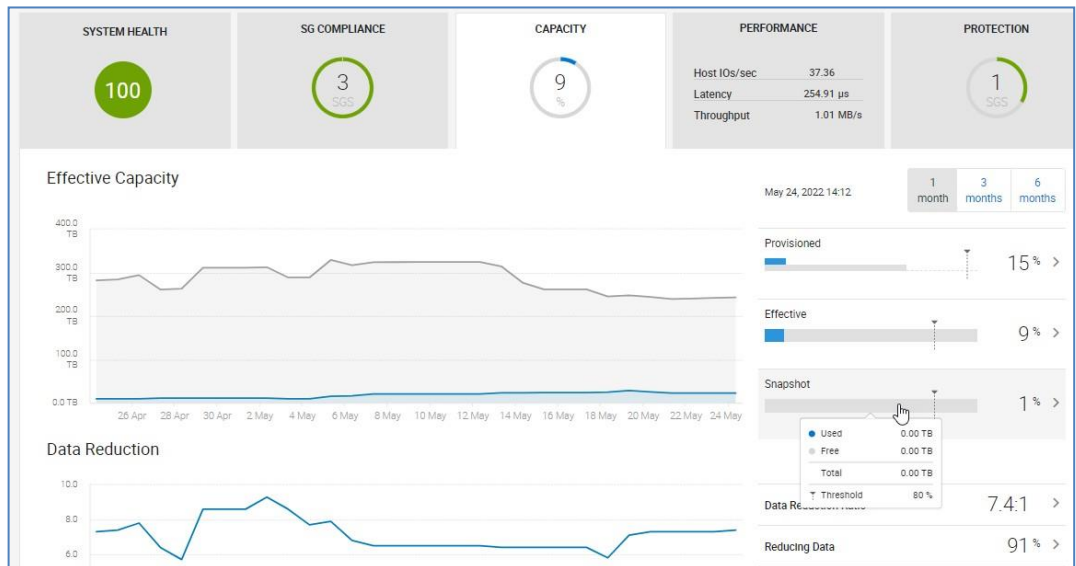 SYSTEM HEALTH
SG COMPLIANCE
CAPACITY
PERFORMANCE
PROTECTION
100
3
SGS
9
%
Host IOs/sec 37.36
Latency 254.91 µs
Throughput 1.01 MB/s
1
SGS
Effective Capacity
May 24, 2022 14:12
1 month
3 months
6 months
400.0 TB
300.0 TB
200.0 TB
100.0 TB
0.0 TB
26 Apr 28 Apr 30 Apr 2 May 4 May 6 May 8 May 10 May 12 May 14 May 16 May 18 May 20 May 22 May 24 May
Provisioned
15 %
Effective
9 %
Snapshot
1 %
Used 0.00 TB
Free 0.00 TB
Total 0.00 TB
Threshold 80 %
Data Reduction Ratio 7.4:1
Reducing Data 91 %
Data Reduction
10.0
8.0
6.0